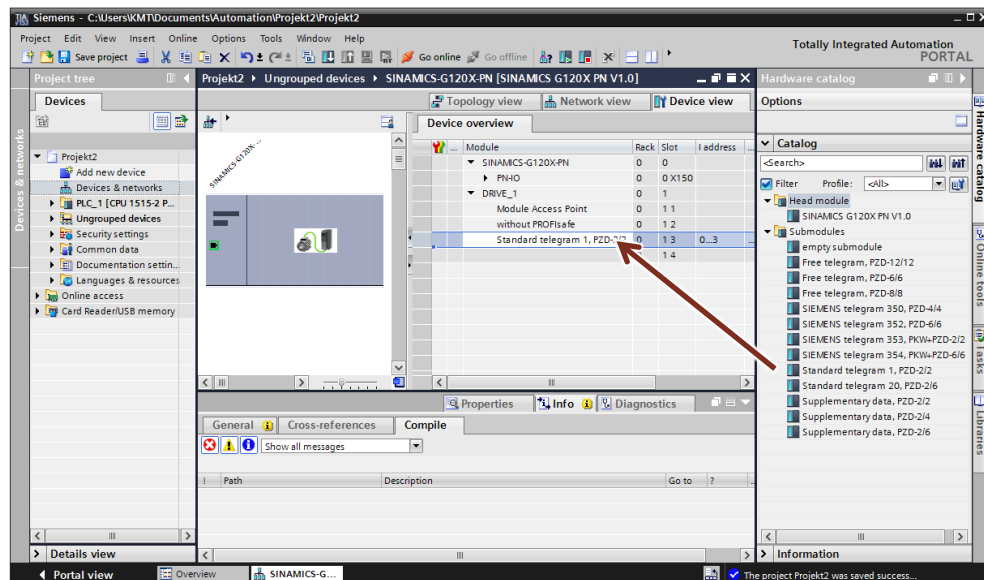 Siemens - C:\Users\KMT\Documents\Automation\Projekt2\Projekt2
Project Edit View Insert Online Options Tools Window Help
Totally Integrated Automation
PORTAL
Save project Go online Go offline
Project tree
Projekt2 Ungrouped devices SINAMICS-G120X-PN [SINAMICS G120X PN V1.0]
Hardware catalog
Devices
Topology view Network view Device view
Options
Device overview
SINAMICS-G120X-...
... Module Rack Slot I address ...
SINAMICS-G120X-PN 0 0
PN-IO 0 0 X150
DRIVE_1 0 1
Module Access Point 0 1 1
without PROFIsafe 0 1 2
Standard telegram 1, PZD-2/2 0 1 3 0...3
1 4
Projekt2
Add new device
Devices & networks
PLC_1 [CPU 1515-2 P...
Ungrouped devices
Security settings
Common data
Documentation settin...
Languages & resources
Online access
Card Reader/USB memory
Devices & networks
Catalog
<Search>
Filter Profile: <All>
Head module
SINAMICS G120X PN V1.0
Submodules
empty submodule
Free telegram, PZD-12/12
Free telegram, PZD-6/6
Free telegram, PZD-8/8
SIEMENS telegram 350, PZD-4/4
SIEMENS telegram 352, PZD-6/6
SIEMENS telegram 353, PKW+PZD-2/2
SIEMENS telegram 354, PKW+PZD-6/6
Standard telegram 1, PZD-2/2
Standard telegram 20, PZD-2/6
Supplementary data, PZD-2/2
Supplementary data, PZD-2/4
Supplementary data, PZD-2/6
Hardware catalog
Online tools
Tasks
Libraries
Properties Info Diagnostics
General Cross-references Compile
Show all messages
! Path Description Go to ?
Details view
Information
Portal view Overview SINAMICS-G...
The project Projekt2 was saved success...